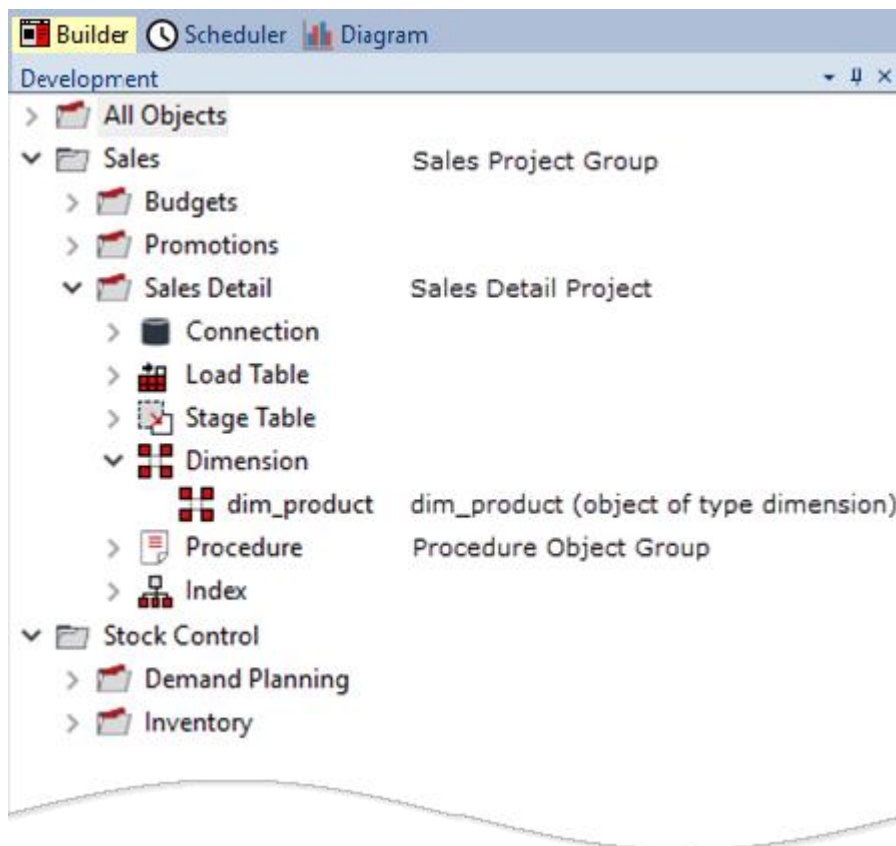 Builder Scheduler Diagram
Development
All Objects
Sales Sales Project Group
Budgets
Promotions
Sales Detail Sales Detail Project
Connection
Load Table
Stage Table
Dimension
dim_product dim_product (object of type dimension)
Procedure Procedure Object Group
Index
Stock Control
Demand Planning
Inventory